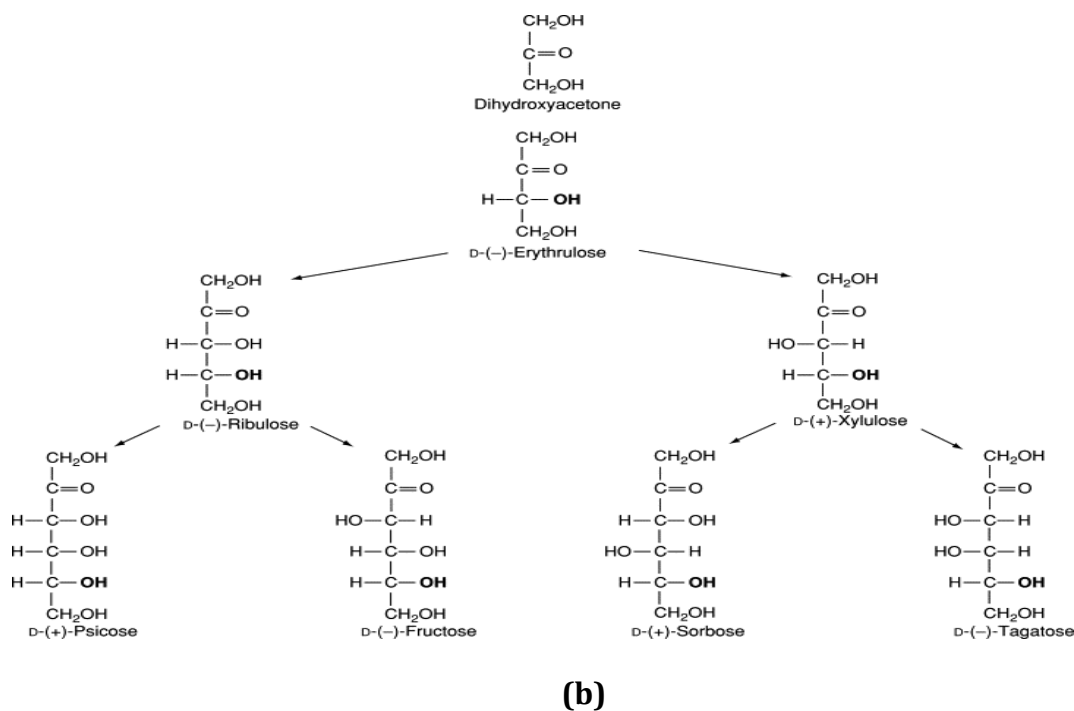 CH₂OH
C=O
CH₂OH
Dihydroxyacetone
CH₂OH
C=O
H—C—OH
CH₂OH
D-(–)-Erythrulose
CH₂OH
C=O
H—C—OH
H—C—OH
CH₂OH
D-(–)-Ribulose
CH₂OH
C=O
HO—C—H
H—C—OH
CH₂OH
D-(+)-Xylulose
CH₂OH
C=O
H—C—OH
H—C—OH
H—C—OH
CH₂OH
D-(+)-Psicose
CH₂OH
C=O
HO—C—H
H—C—OH
H—C—OH
CH₂OH
D-(–)-Fructose
CH₂OH
C=O
H—C—OH
HO—C—H
H—C—OH
CH₂OH
D-(+)-Sorbose
CH₂OH
C=O
HO—C—H
HO—C—H
H—C—OH
CH₂OH
D-(–)-Tagatose
(b)